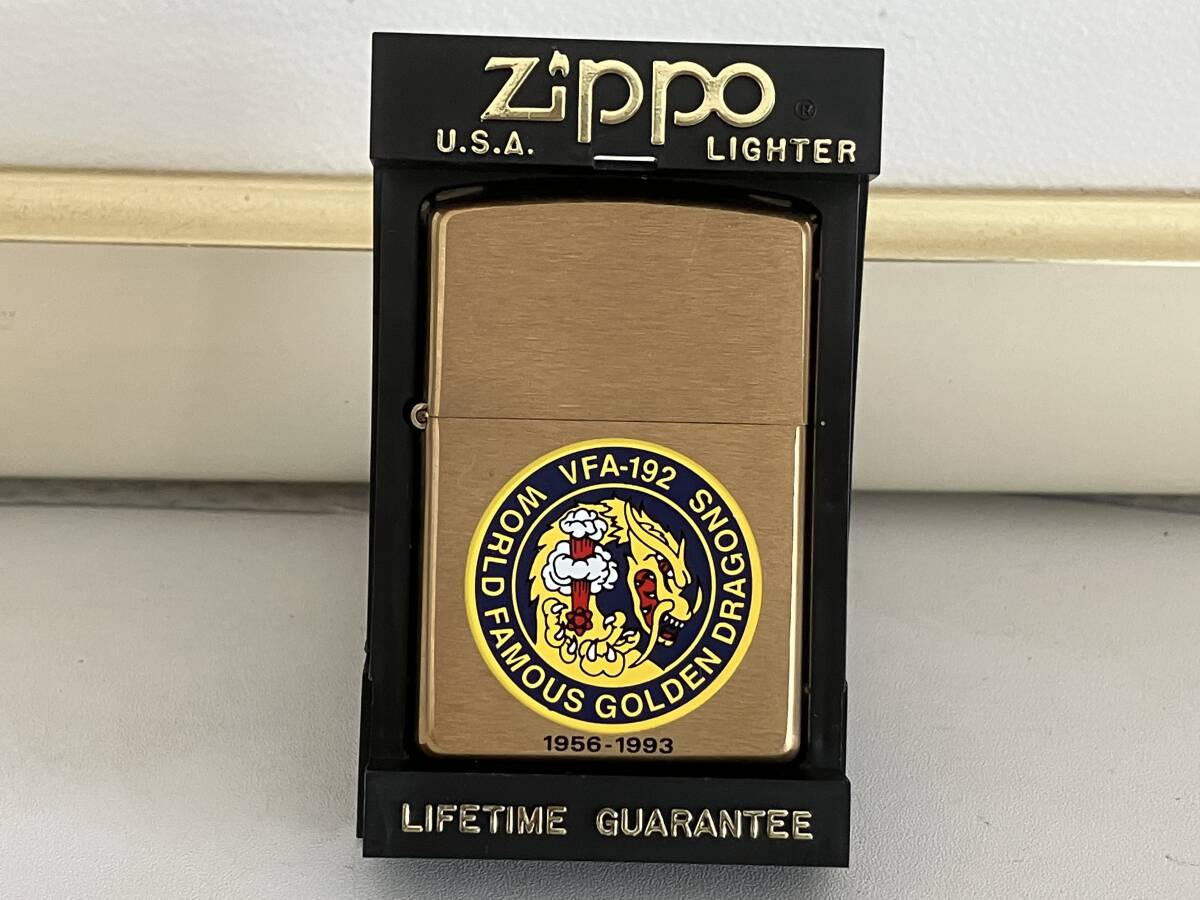 Zippo ®
U.S.A. LIGHTER
VFA-192
WORLD FAMOUS GOLDEN DRAGONS
1956-1993
LIFETIME GUARANTEE